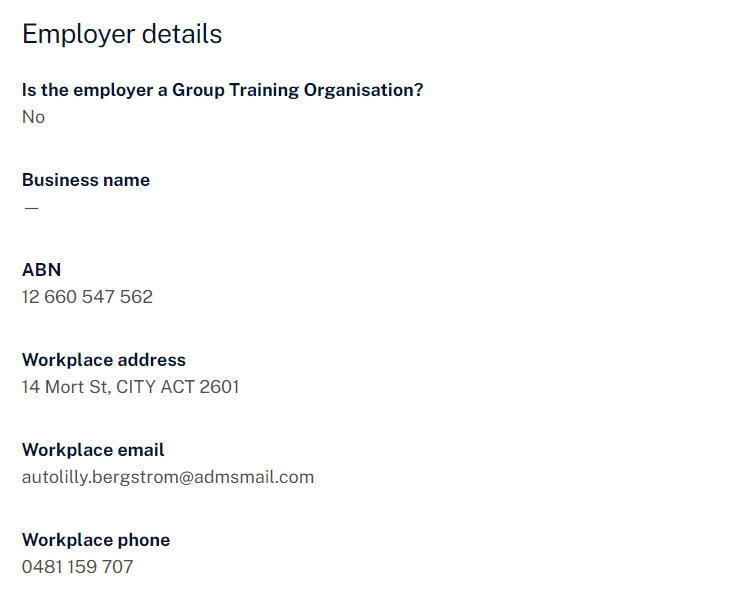 Employer details
Is the employer a Group Training Organisation?
No
Business name
—
ABN
12 660 547 562
Workplace address
14 Mort St, CITY ACT 2601
Workplace email
autolilly.bergstrom@admsmail.com
Workplace phone
0481 159 707